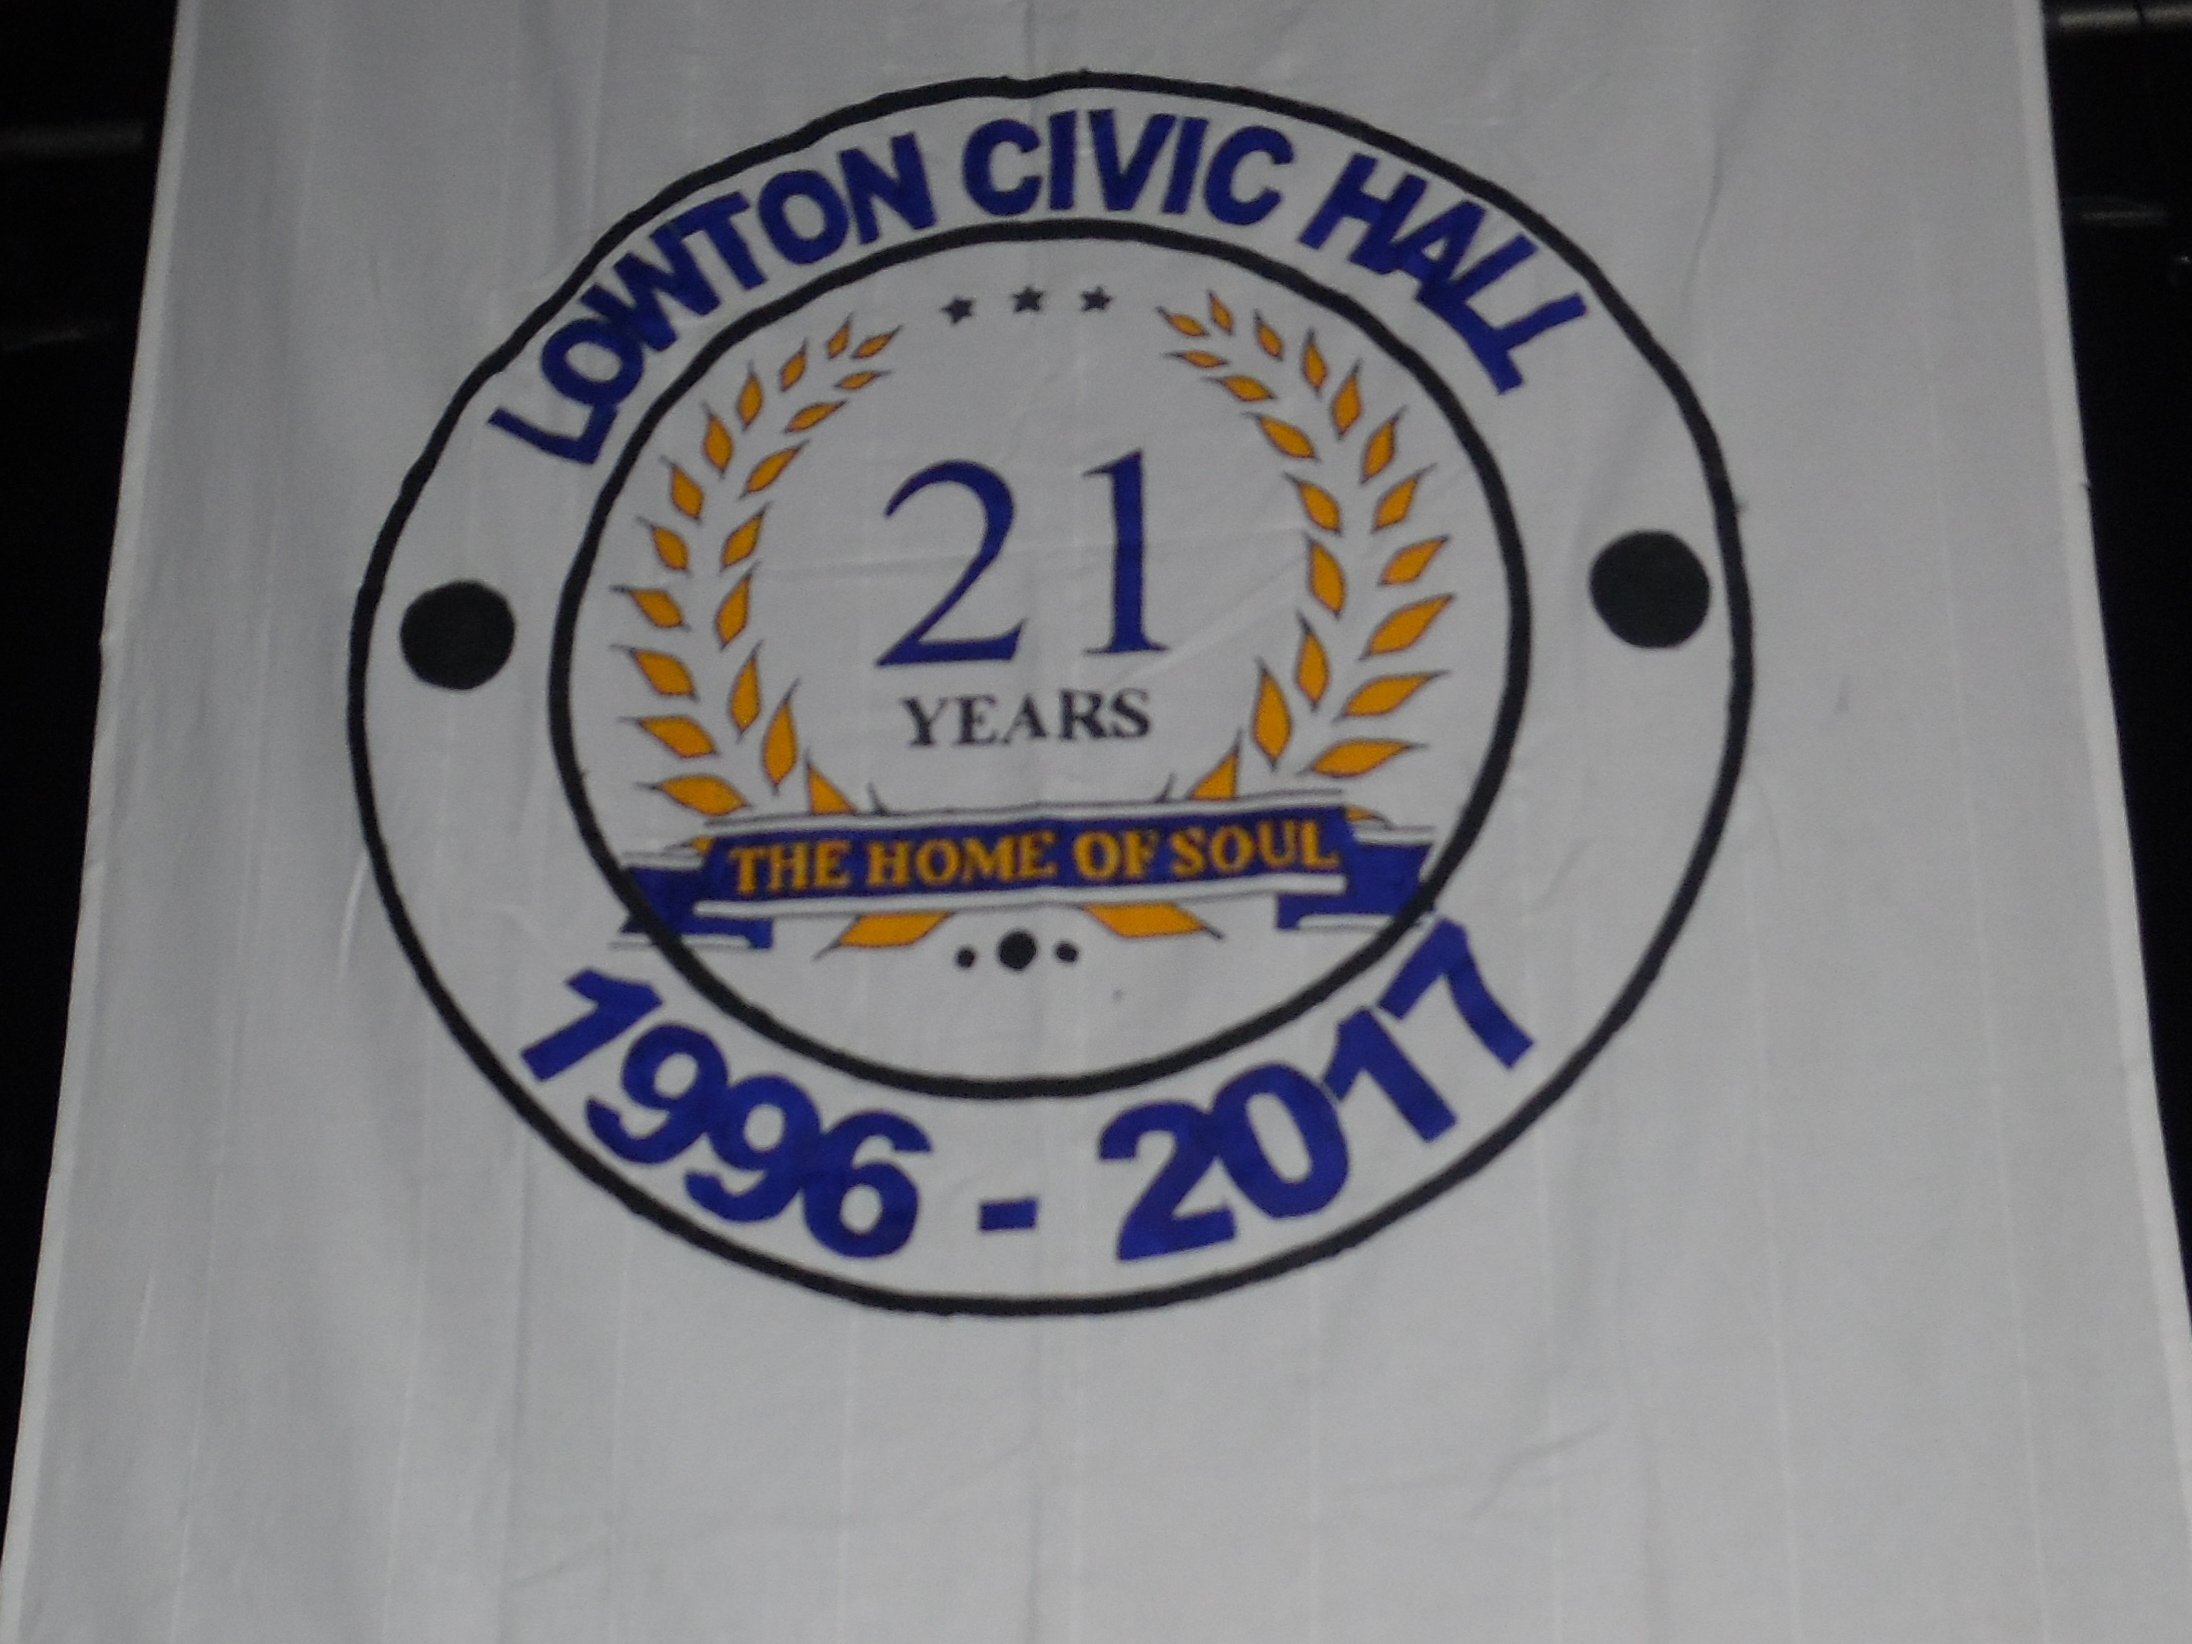 LOWTON CIVIC HALL
21
YEARS
THE HOME OF SOUL
1996 - 2017